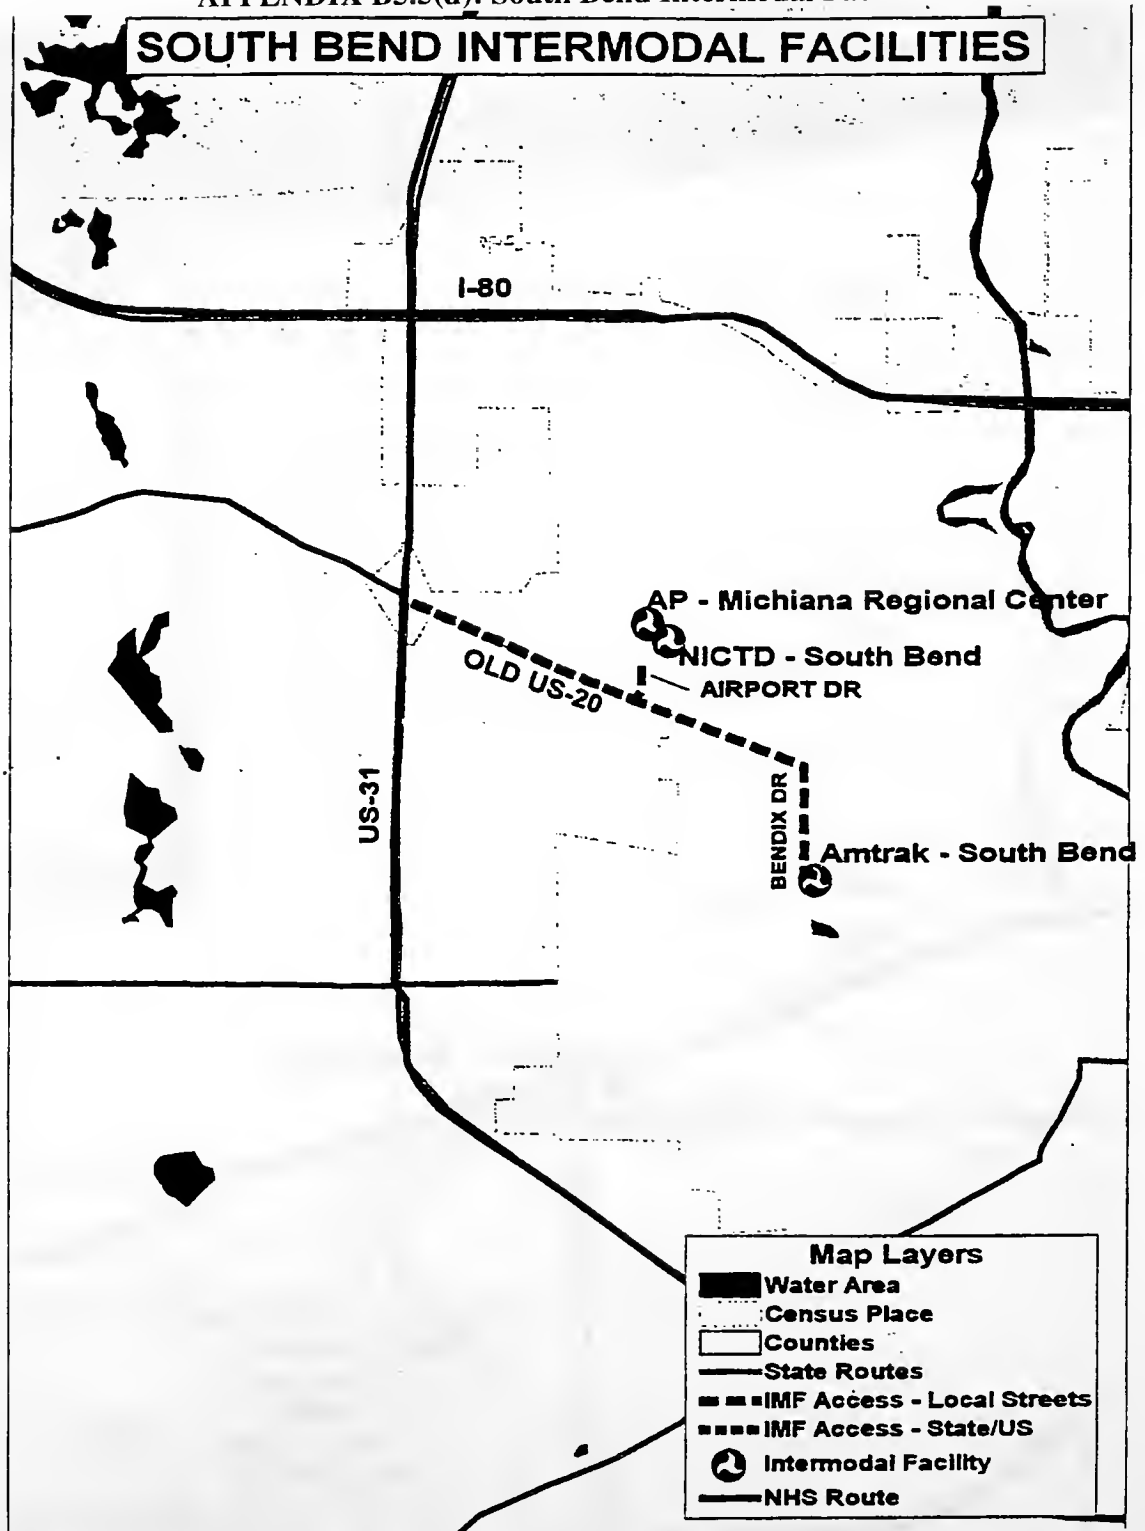 SOUTH BEND INTERMODAL FACILITIES
I-80
AP - Michiana Regional Center
NICTD - South Bend
AIRPORT DR
OLD US-20
US-31
BENDIX DR
Amtrak - South Bend
Map Layers
Water Area
Census Place
Counties
State Routes
IMF Access - Local Streets
IMF Access - State/US
Intermodal Facility
NHS Route